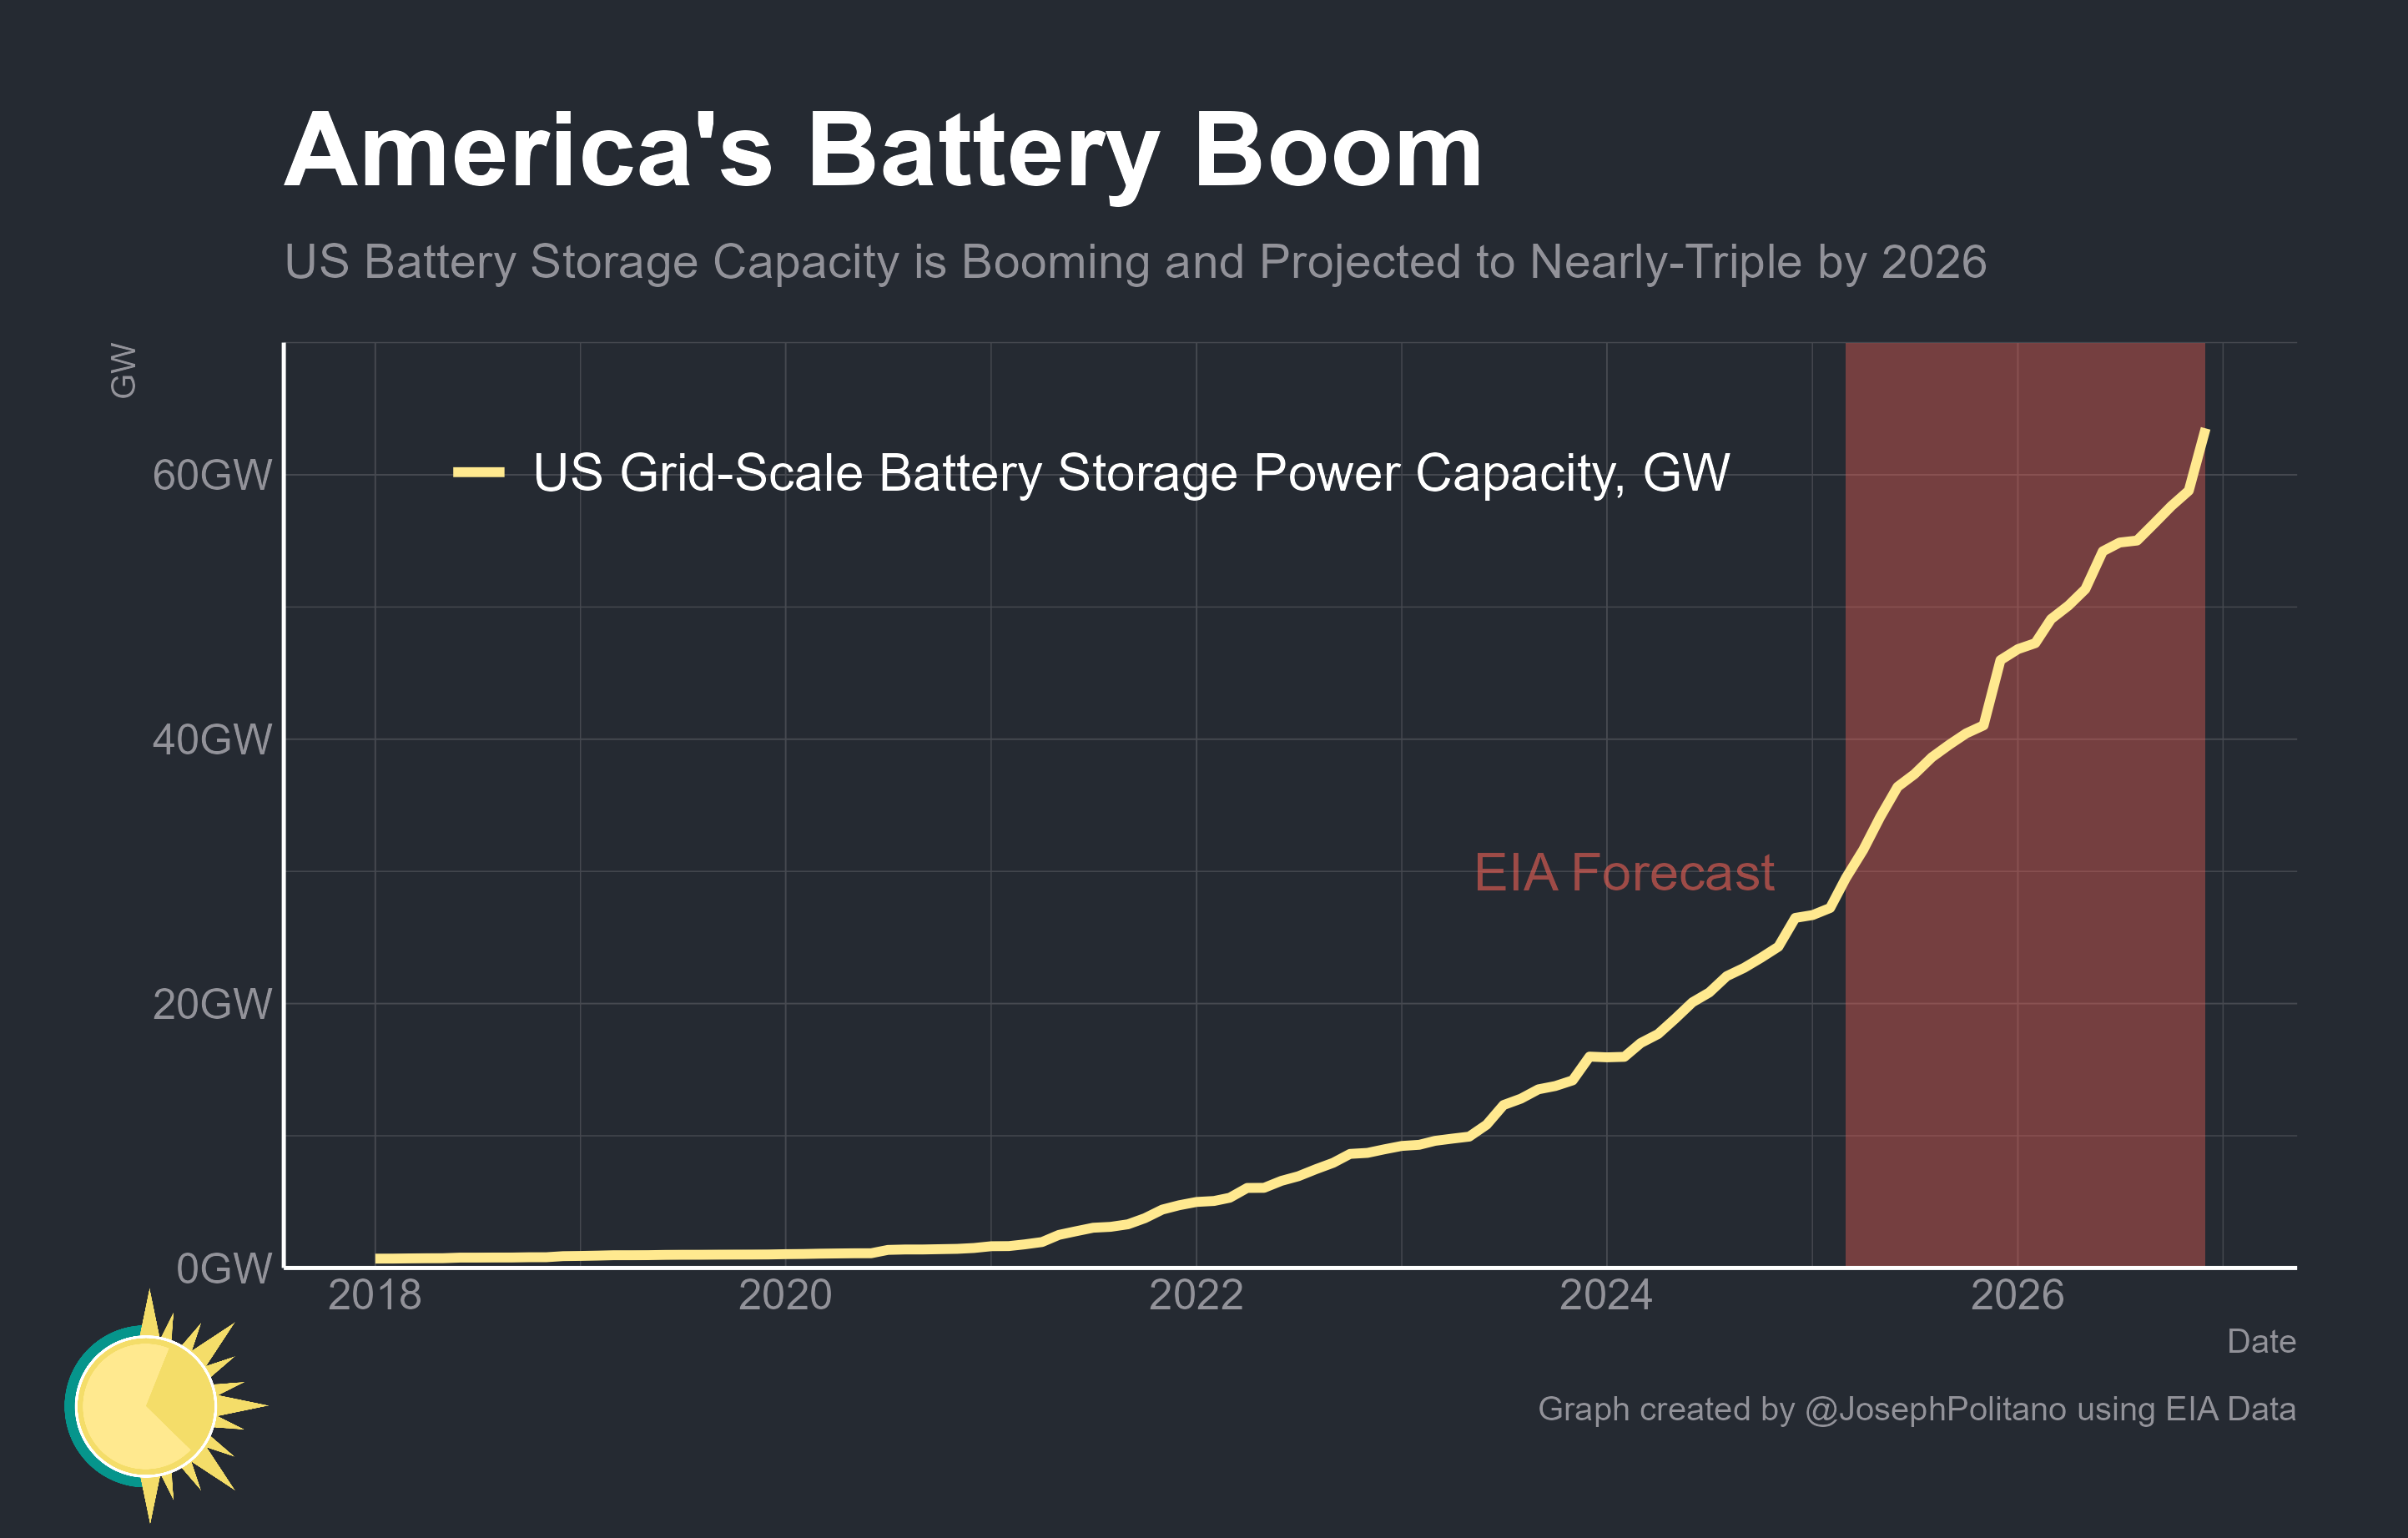 America's Battery Boom
US Battery Storage Capacity is Booming and Projected to Nearly-Triple by 2026
GW
60GW
US Grid-Scale Battery Storage Power Capacity, GW
40GW
EIA Forecast
20GW
0GW
2018 2020 2022 2024 2026
Date
Graph created by @JosephPolitano using EIA Data